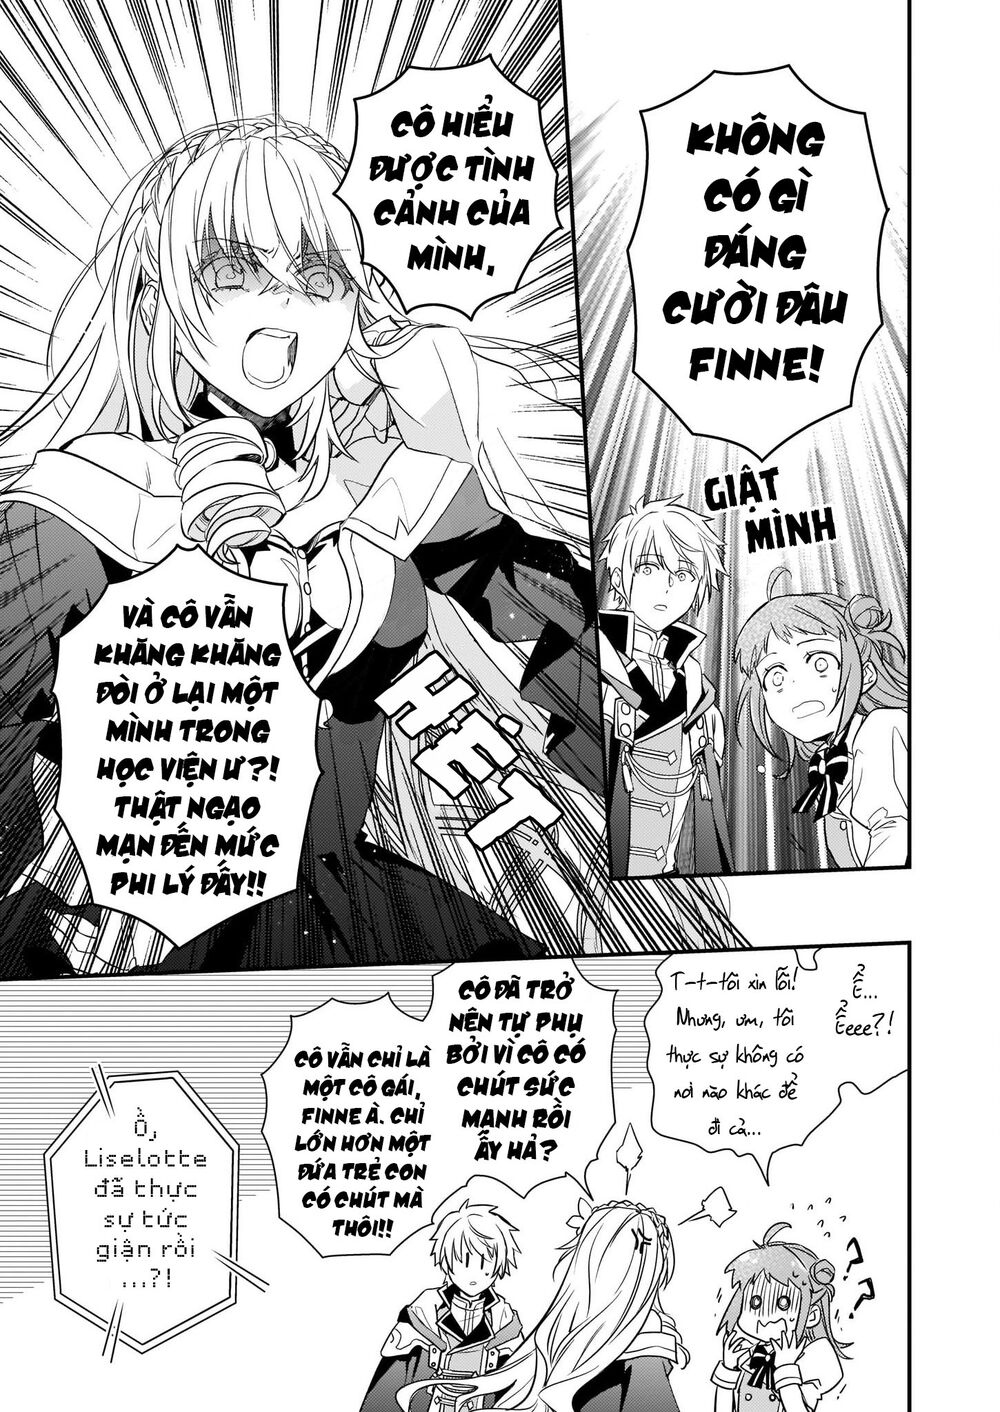 KHÔNG
CÓ GÌ
ĐÁNG
CƯỜI ĐÂU
FINNE!
GIẬT
MÌNH
CÔ HIỂU
ĐƯỢC TÌNH
CẢNH CỦA
MÌNH,
VÀ CÔ VẪN
KHĂNG KHĂNG
ĐÒI Ở LẠI MỘT
MÌNH TRONG
HỌC VIỆN Ư?!
THẬT NGẠO
MẠN ĐẾN MỨC
PHI LÝ ĐẤY!!
HÉT
Ể...
Ểeee?!
T-t-tôi xin lỗi!
Nhưng, ưm, tôi
thực sự không có
nơi nào khác để
đi cả...
CÔ ĐÃ TRỞ
NÊN TỰ PHỤ
BỞI VÌ CÔ CÓ
CHÚT SỨC
MẠNH RỒI
ẤY HẢ?
CÔ VẪN CHỈ LÀ
MỘT CÔ GÁI,
FINNE À. CHỈ
LỚN HƠN MỘT
ĐỨA TRẺ CON
CÓ CHÚT MÀ
THÔI!!
Ồ,
Liselotte
đã thực
sự tức
giận rồi
...?!